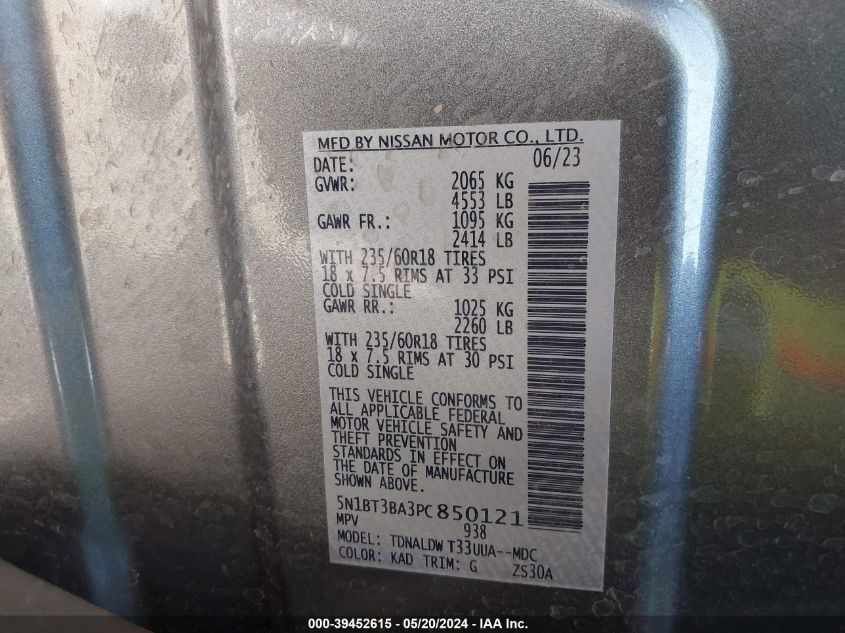 MFD BY NISSAN MOTOR CO., LTD.
DATE: 06/23
GVWR: 2065 KG
4553 LB
GAWR FR.: 1095 KG
2414 LB
WITH 235/60R18 TIRES
18 x 7.5 RIMS AT 33 PSI
COLD SINGLE
GAWR RR.: 1025 KG
2260 LB
WITH 235/60R18 TIRES
18 x 7.5 RIMS AT 30 PSI
COLD SINGLE
THIS VEHICLE CONFORMS TO
ALL APPLICABLE FEDERAL
MOTOR VEHICLE SAFETY AND
THEFT PREVENTION
STANDARDS IN EFFECT ON
THE DATE OF MANUFACTURE
SHOWN ABOVE.
5N1BT3BA3PC850121
MPV 938
MODEL: TDNALDW T33UUA--MDC
COLOR: KAD TRIM: G ZS30A
000-39452615 - 05/20/2024 - IAA Inc.